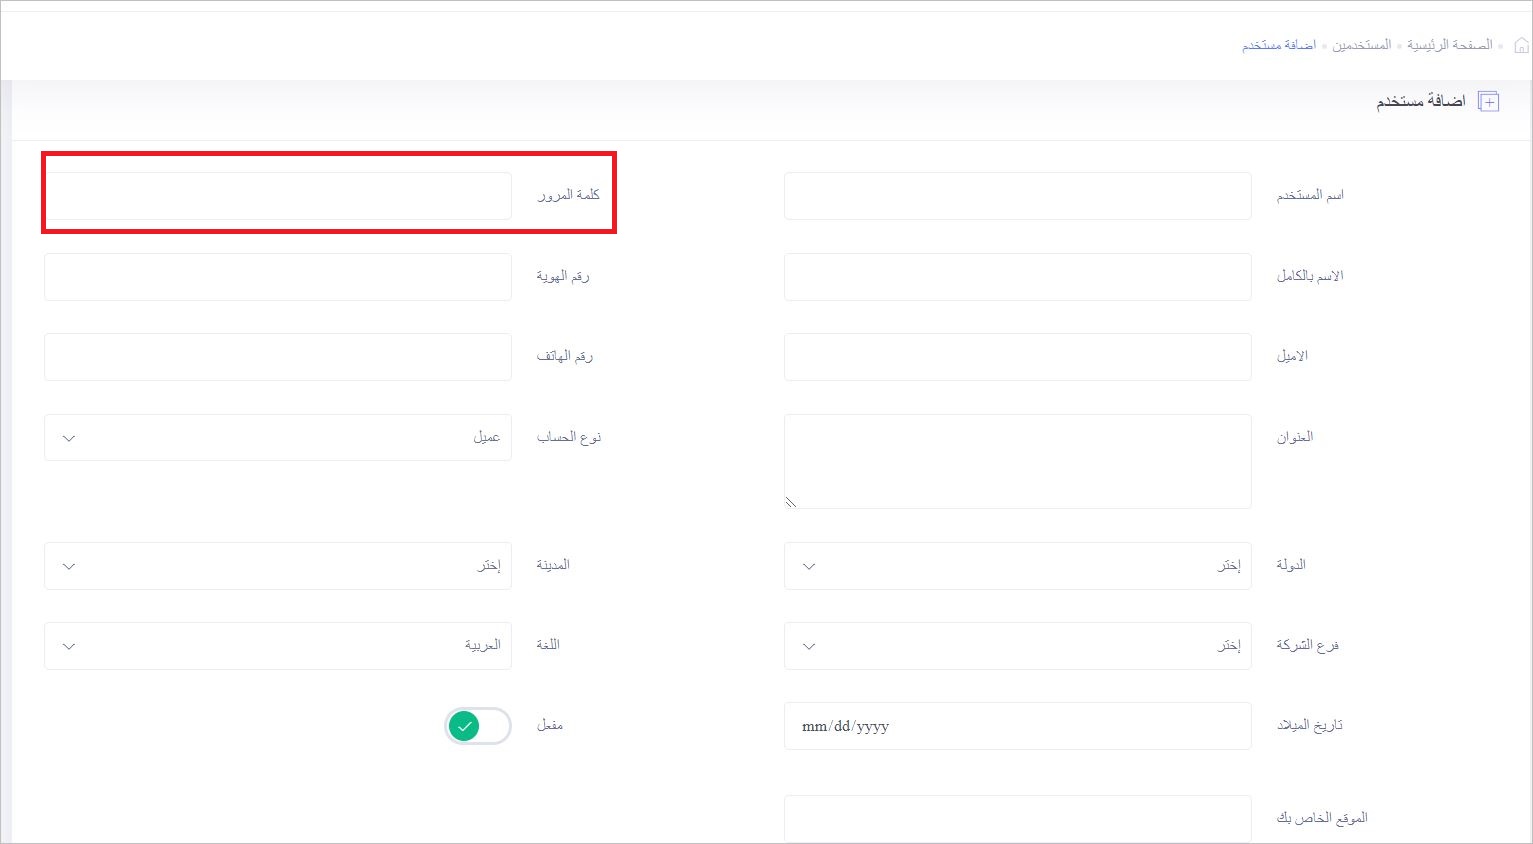 الصفحة الرئيسية • المستخدمين • اضافة مستخدم
اضافة مستخدم
اسم المستخدم
كلمة المرور
الاسم بالكامل
رقم الهوية
الاميل
رقم الهاتف
العنوان
نوع الحساب
عميل
الدولة
إختر
المدينة
إختر
فرع الشركة
إختر
اللغة
العربية
تاريخ الميلاد
mm/dd/yyyy
مفعل
الموقع الخاص بك